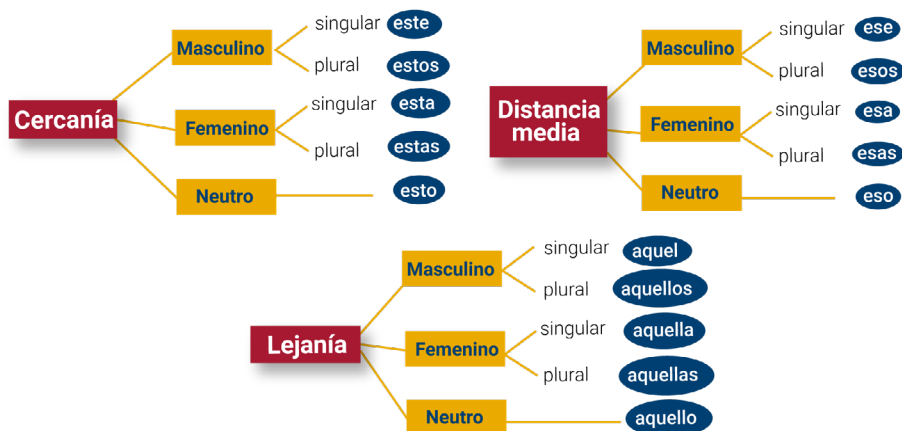 Cercanía
Masculino
singular este
plural estos
Femenino
singular esta
plural estas
Neutro
esto
Distancia
media
Masculino
singular ese
plural esos
Femenino
singular esa
plural esas
Neutro
eso
Lejanía
Masculino
singular aquel
plural aquellos
Femenino
singular aquella
plural aquellas
Neutro
aquello